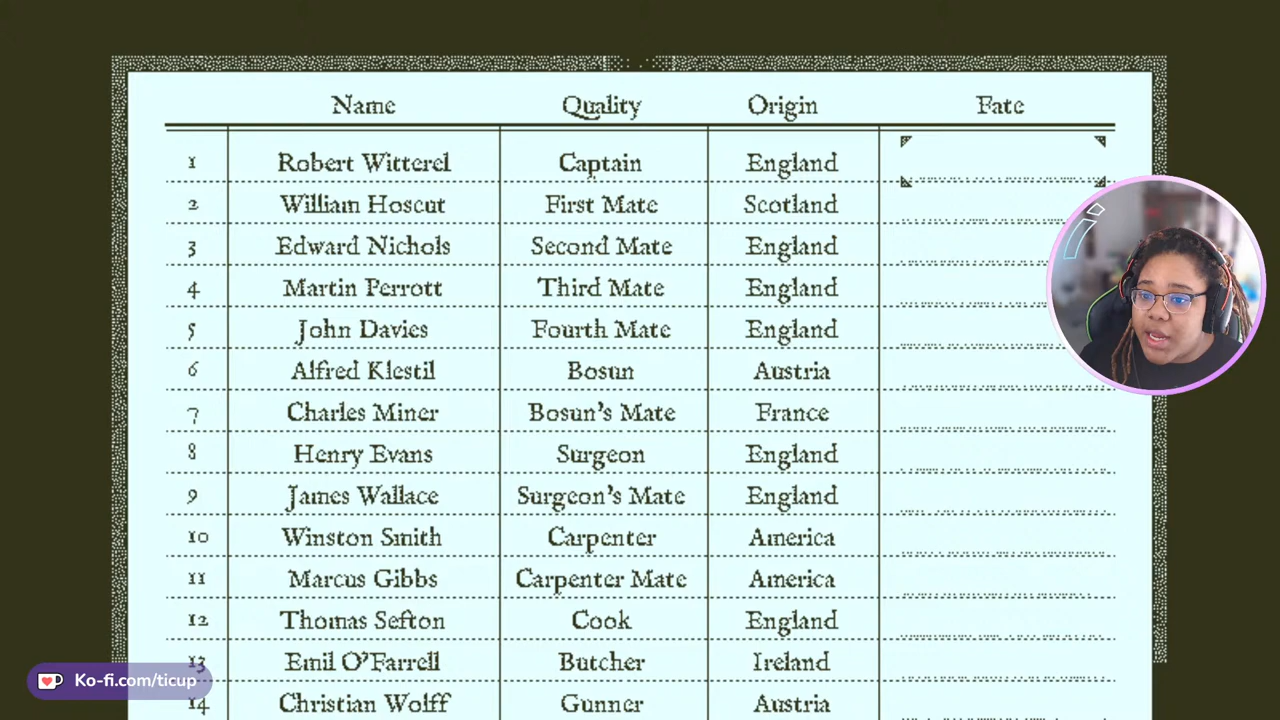 Name Quality Origin Fate
1 Robert Witterel Captain England
2 William Hoscut First Mate Scotland
3 Edward Nichols Second Mate England
4 Martin Perrott Third Mate England
5 John Davies Fourth Mate England
6 Alfred Klestil Bosun Austria
7 Charles Miner Bosun's Mate France
8 Henry Evans Surgeon England
9 James Wallace Surgeon's Mate England
10 Winston Smith Carpenter America
11 Marcus Gibbs Carpenter Mate America
12 Thomas Sefton Cook England
13 Emil O'Farrell Butcher Ireland
14 Christian Wolff Gunner Austria
Ko-fi.com/ticup